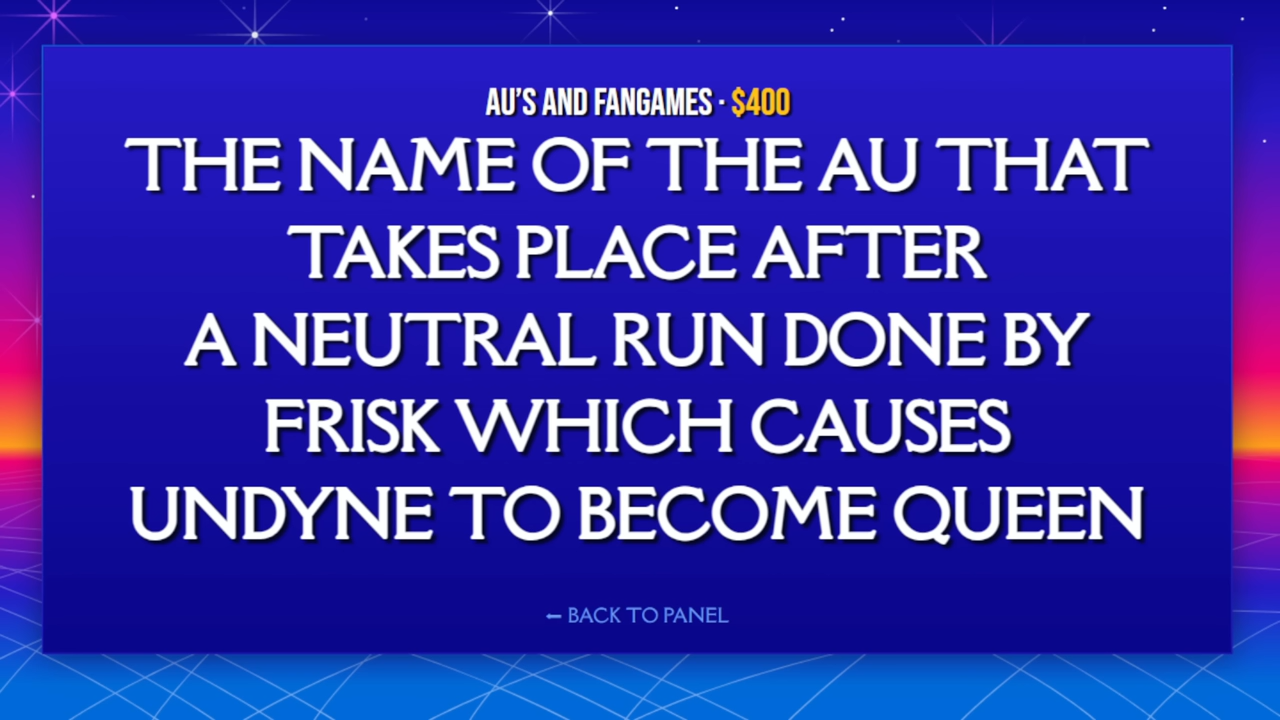 AU'S AND FANGAMES · $400
THE NAME OF THE AU THAT
TAKES PLACE AFTER
A NEUTRAL RUN DONE BY
FRISK WHICH CAUSES
UNDYNE TO BECOME QUEEN
← BACK TO PANEL